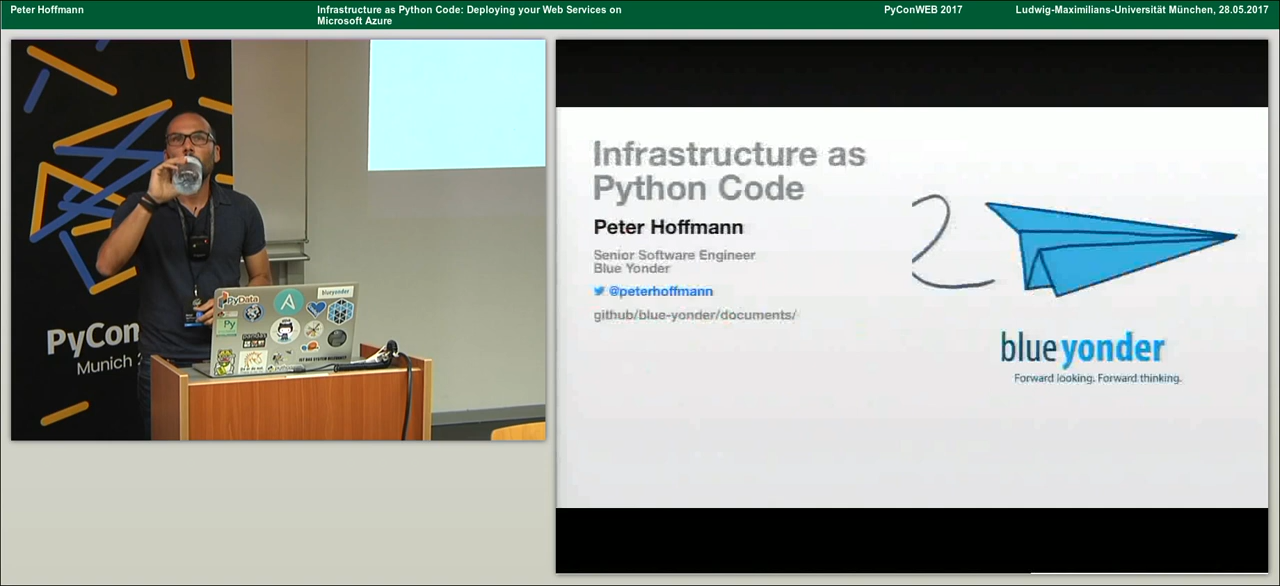 Peter Hoffmann
Infrastructure as Python Code: Deploying your Web Services on
Microsoft Azure
PyConWEB 2017
Ludwig-Maximilians-Universität München, 28.05.2017
PyCon
Munich
PyData
blueyonder
Py
Infrastructure as
Python Code
Peter Hoffmann
Senior Software Engineer
Blue Yonder
@peterhoffmann
github/blue-yonder/documents/
blueyonder
Forward looking. Forward thinking.